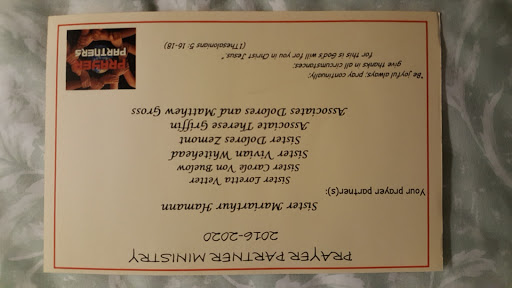 PRAYER PARTNER MINISTRY
2016-2020
Sister Mariarthur Hamann
Your prayer partner(s):
Sister Loretta Vetter
Sister Carole Von Buelow
Sister Vivian Whitehead
Sister Dolores Zemont
Associate Therese Griffin
Associates Dolores and Matthew Gross
"Be joyful always; pray continually;
give thanks in all circumstances;
for this is God's will for you in Christ Jesus"
(1Thesalonians 5: 16-18)
PRAYER
PARTNERS